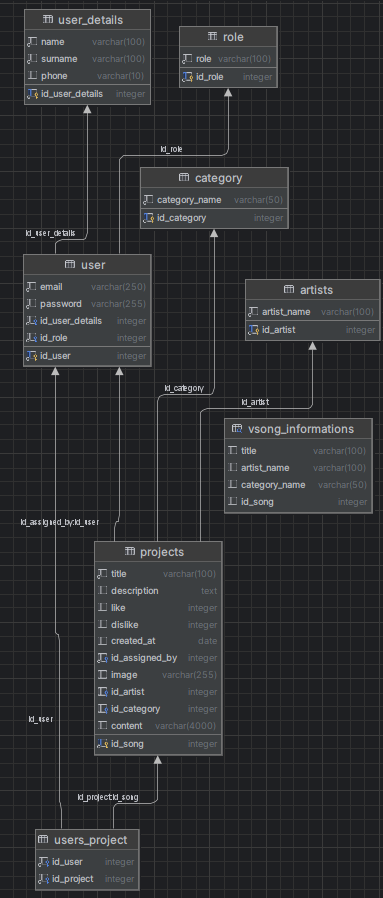 user_details
name varchar(100)
surname varchar(100)
phone varchar(10)
id_user_details integer
role
role varchar(100)
id_role integer
id_role
category
category_name varchar(50)
id_category integer
id_user_details
user
email varchar(250)
password varchar(255)
id_user_details integer
id_role integer
id_user integer
artists
artist_name varchar(100)
id_artist integer
id_category
id_artist
vsong_informations
title varchar(100)
artist_name varchar(100)
category_name varchar(50)
id_song integer
id_assigned_by:id_user
projects
title varchar(100)
description text
like integer
dislike integer
created_at date
id_assigned_by integer
image varchar(255)
id_artist integer
id_category integer
content varchar(4000)
id_song integer
id_user
id_project:id_song
users_project
id_user integer
id_project integer